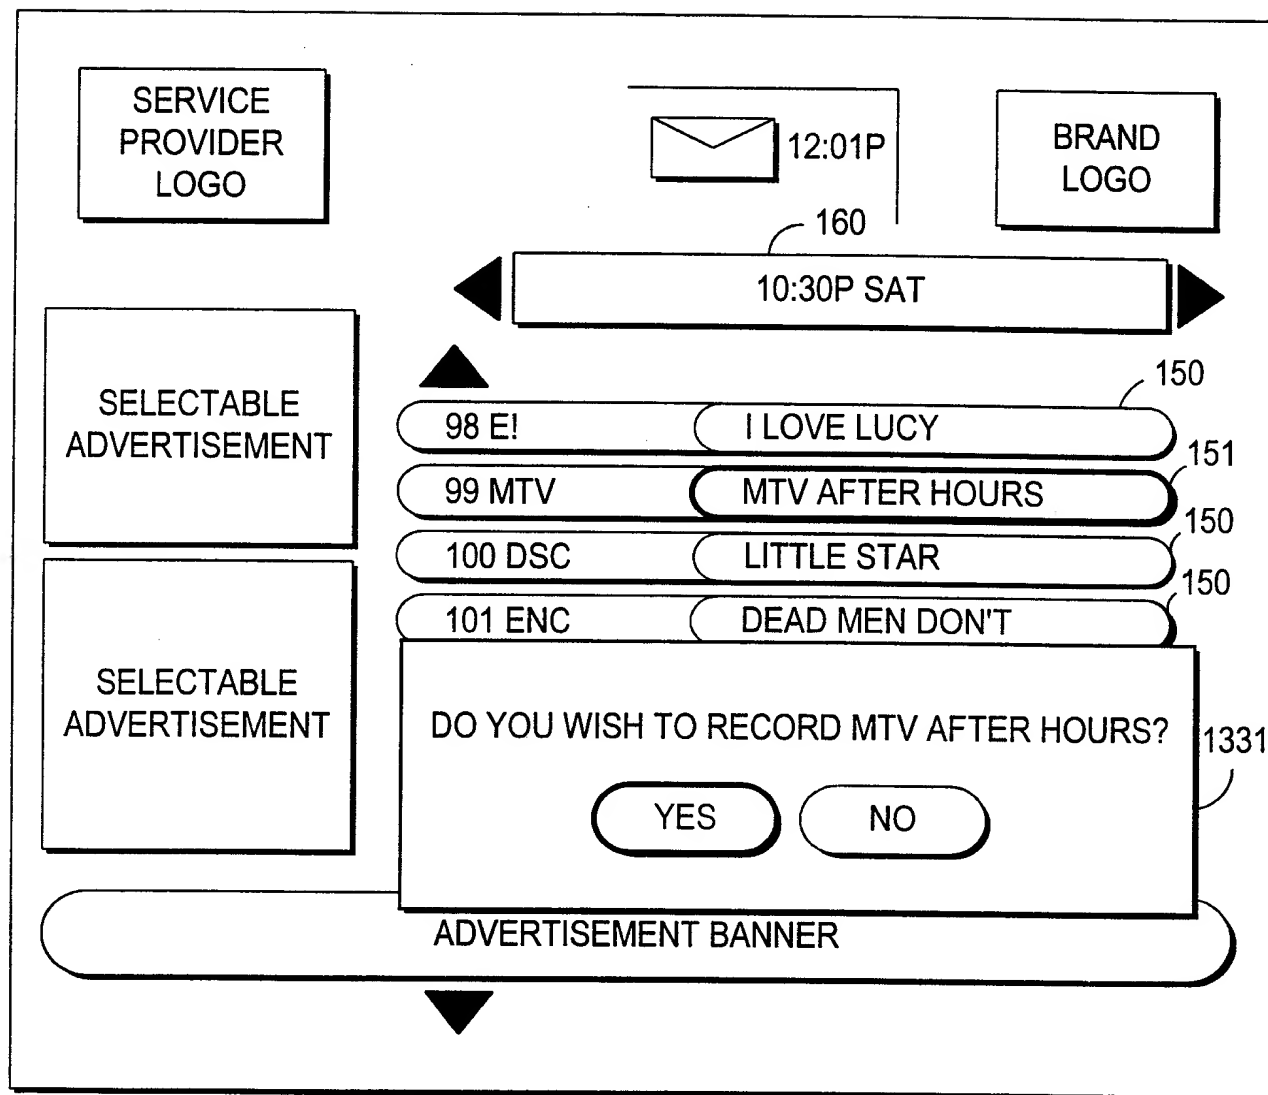 SERVICE
PROVIDER
LOGO
12:01P
BRAND
LOGO
160
10:30P SAT
SELECTABLE
ADVERTISEMENT
150
98 E! I LOVE LUCY
151
99 MTV MTV AFTER HOURS
150
100 DSC LITTLE STAR
150
101 ENC DEAD MEN DON'T
SELECTABLE
ADVERTISEMENT
DO YOU WISH TO RECORD MTV AFTER HOURS?
1331
YES NO
ADVERTISEMENT BANNER